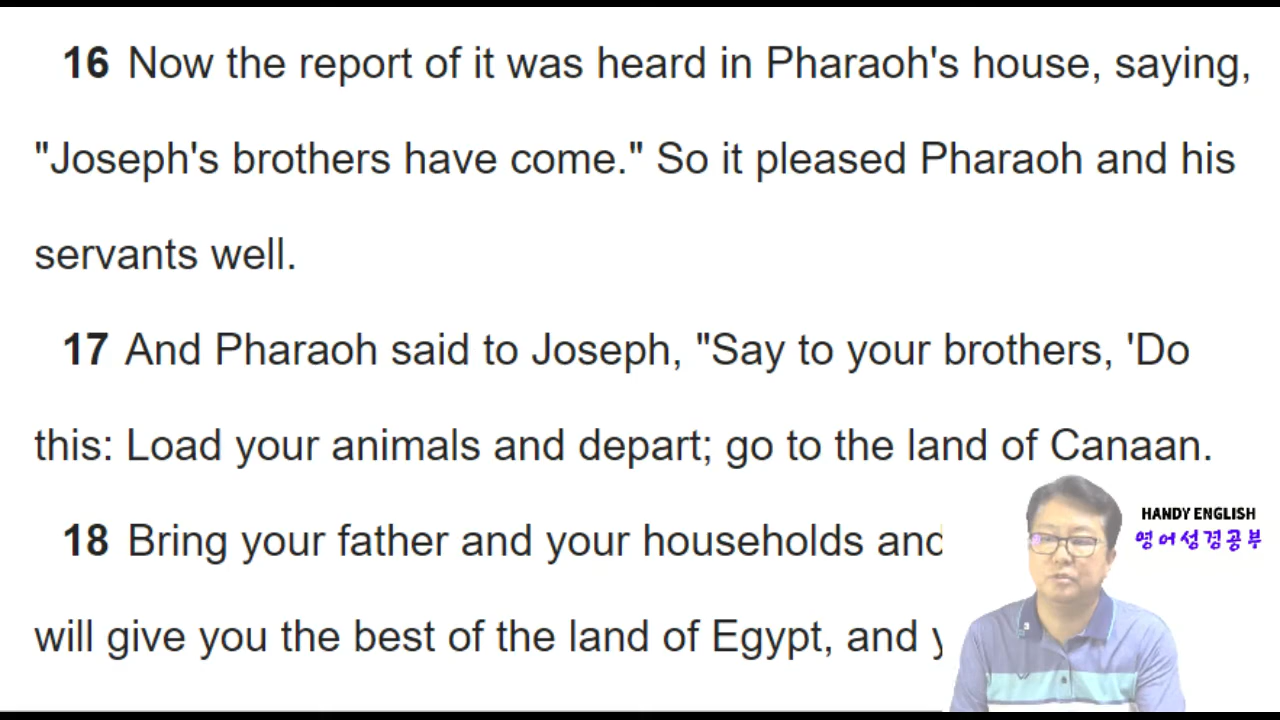 16 Now the report of it was heard in Pharaoh's house, saying,
"Joseph's brothers have come." So it pleased Pharaoh and his
servants well.
17 And Pharaoh said to Joseph, "Say to your brothers, 'Do
this: Load your animals and depart; go to the land of Canaan.
18 Bring your father and your households and
will give you the best of the land of Egypt, and
HANDY ENGLISH
영어성경공부